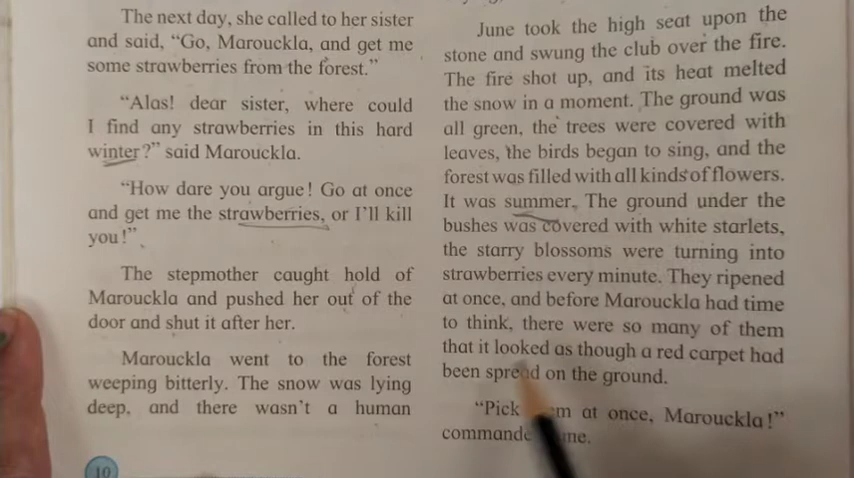 The next day, she called to her sister
and said, “Go, Marouckla, and get me
some strawberries from the forest.”
“Alas! dear sister, where could
I find any strawberries in this hard
winter?” said Marouckla.
“How dare you argue! Go at once
and get me the strawberries, or I’ll kill
you!”
The stepmother caught hold of
Marouckla and pushed her out of the
door and shut it after her.
Marouckla went to the forest
weeping bitterly. The snow was lying
deep, and there wasn’t a human
10
June took the high seat upon the
stone and swung the club over the fire.
The fire shot up, and its heat melted
the snow in a moment. The ground was
all green, the trees were covered with
leaves, the birds began to sing, and the
forest was filled with all kinds of flowers.
It was summer. The ground under the
bushes was covered with white starlets,
the starry blossoms were turning into
strawberries every minute. They ripened
at once, and before Marouckla had time
to think, there were so many of them
that it looked as though a red carpet had
been spread on the ground.
“Pick at once, Marouckla!”